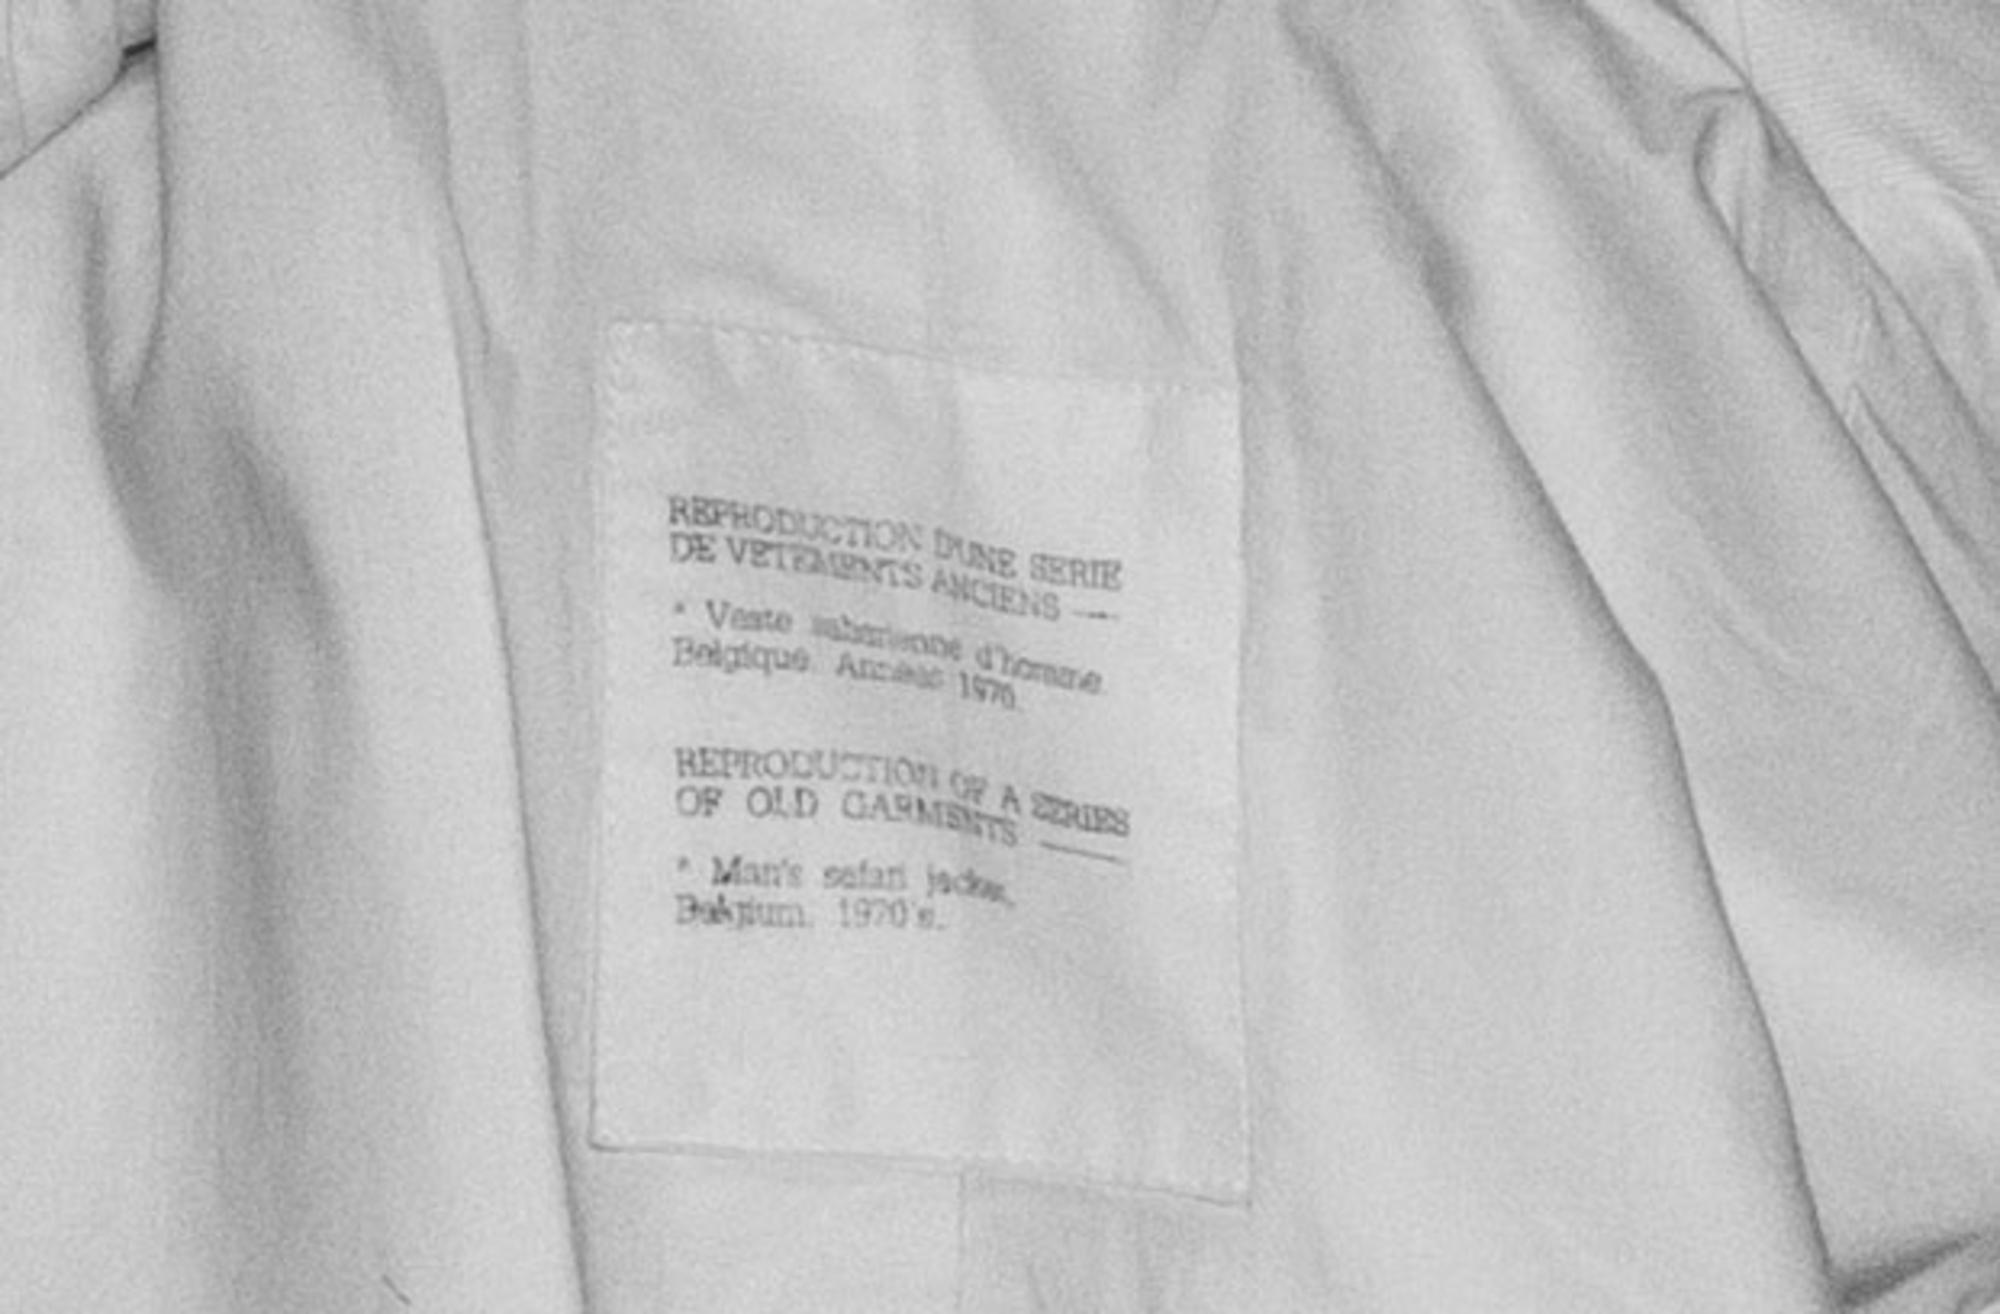 REPRODUCTION D'UNE SERIE
DE VETEMENTS ANCIENS —
* Veste saharienne d'homme.
Belgique. Années 1970.
REPRODUCTION OF A SERIES
OF OLD GARMENTS —
* Man's safari jacket.
Belgium. 1970's.